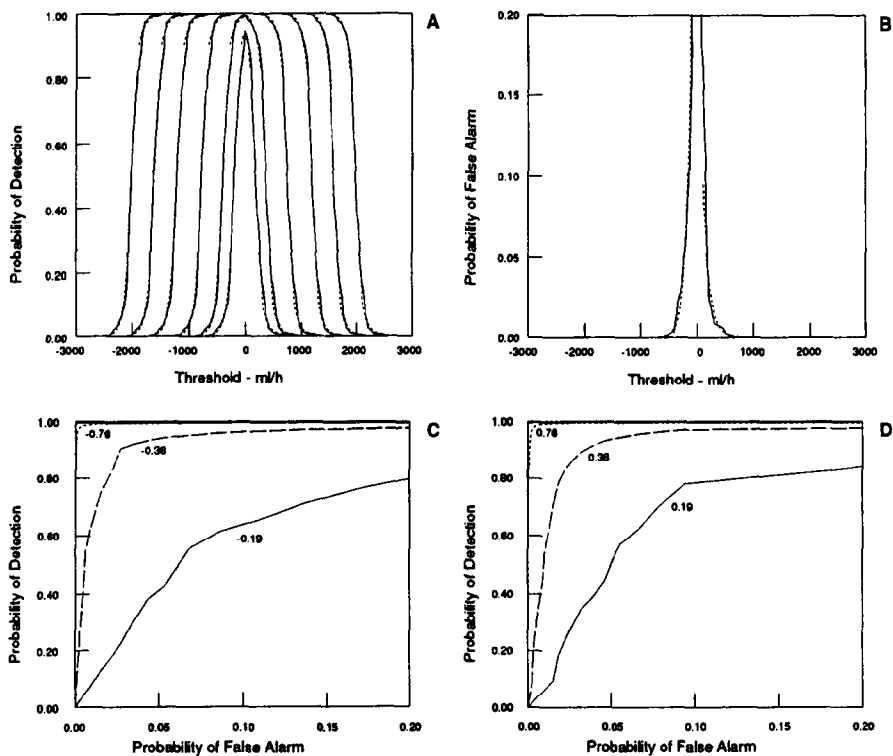 A
1.00
0.80
0.60
0.40
0.20
0.00
Probability of Detection
-3000 -2000 -1000 0 1000 2000 3000
Threshold - ml/h
B
0.20
0.15
0.10
0.05
0.00
Probability of False Alarm
-3000 -2000 -1000 0 1000 2000 3000
Threshold - ml/h
C
1.00
0.80
0.60
0.40
0.20
0.00
Probability of Detection
-0.76
-0.38
-0.19
0.00 0.05 0.10 0.15 0.20
Probability of False Alarm
D
1.00
0.80
0.60
0.40
0.20
0.00
Probability of Detection
0.76
0.38
0.19
0.00 0.05 0.10 0.15 0.20
Probability of False Alarm